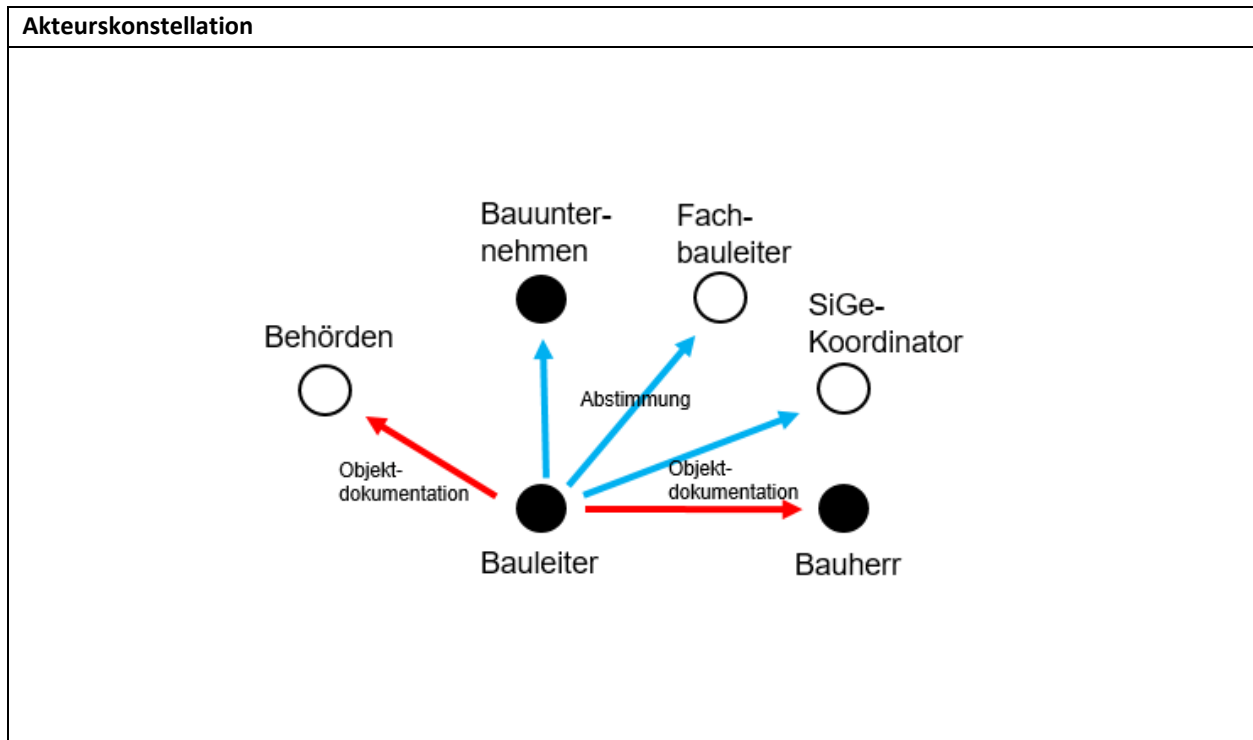 Akteurskonstellation
Bauunter-
nehmen
Fach-
bauleiter
SiGe-
Koordinator
Behörden
Abstimmung
Objekt-
dokumentation
Objekt-
dokumentation
Bauleiter
Bauherr